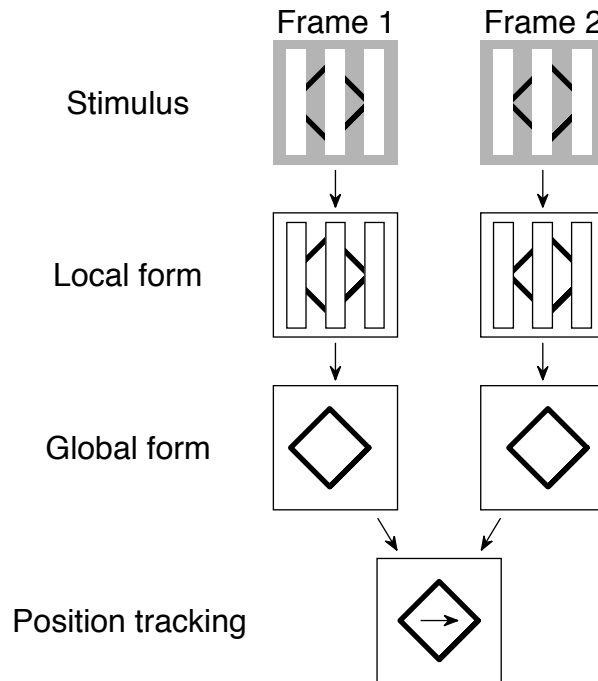 Frame 1
Frame 2
Stimulus
Local form
Global form
Position tracking